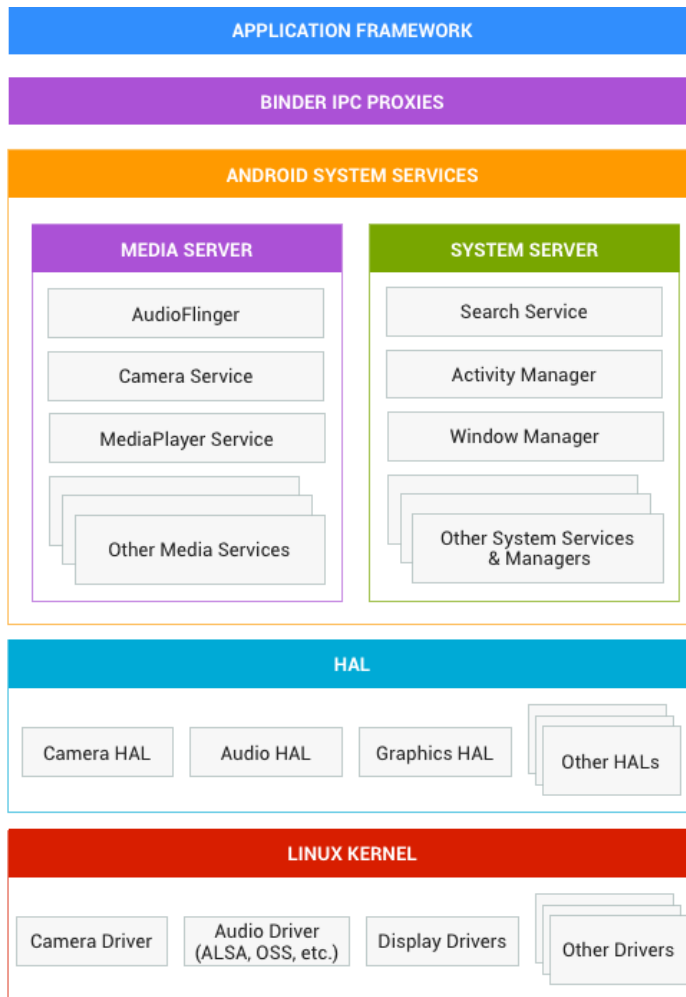 APPLICATION FRAMEWORK
BINDER IPC PROXIES
ANDROID SYSTEM SERVICES
MEDIA SERVER
AudioFlinger
Camera Service
MediaPlayer Service
Other Media Services
SYSTEM SERVER
Search Service
Activity Manager
Window Manager
Other System Services
& Managers
HAL
Camera HAL
Audio HAL
Graphics HAL
Other HALs
LINUX KERNEL
Camera Driver
Audio Driver
(ALSA, OSS, etc.)
Display Drivers
Other Drivers